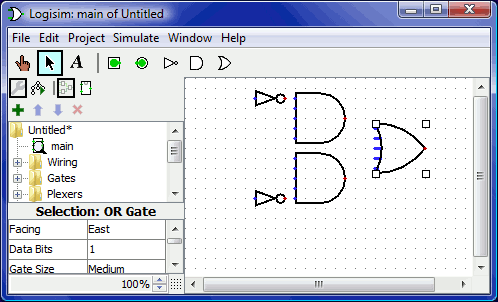 Logisim: main of Untitled
File Edit Project Simulate Window Help
A
Untitled*
main
Wiring
Gates
Plexers
Selection: OR Gate
Facing East
Data Bits 1
Gate Size Medium
100%